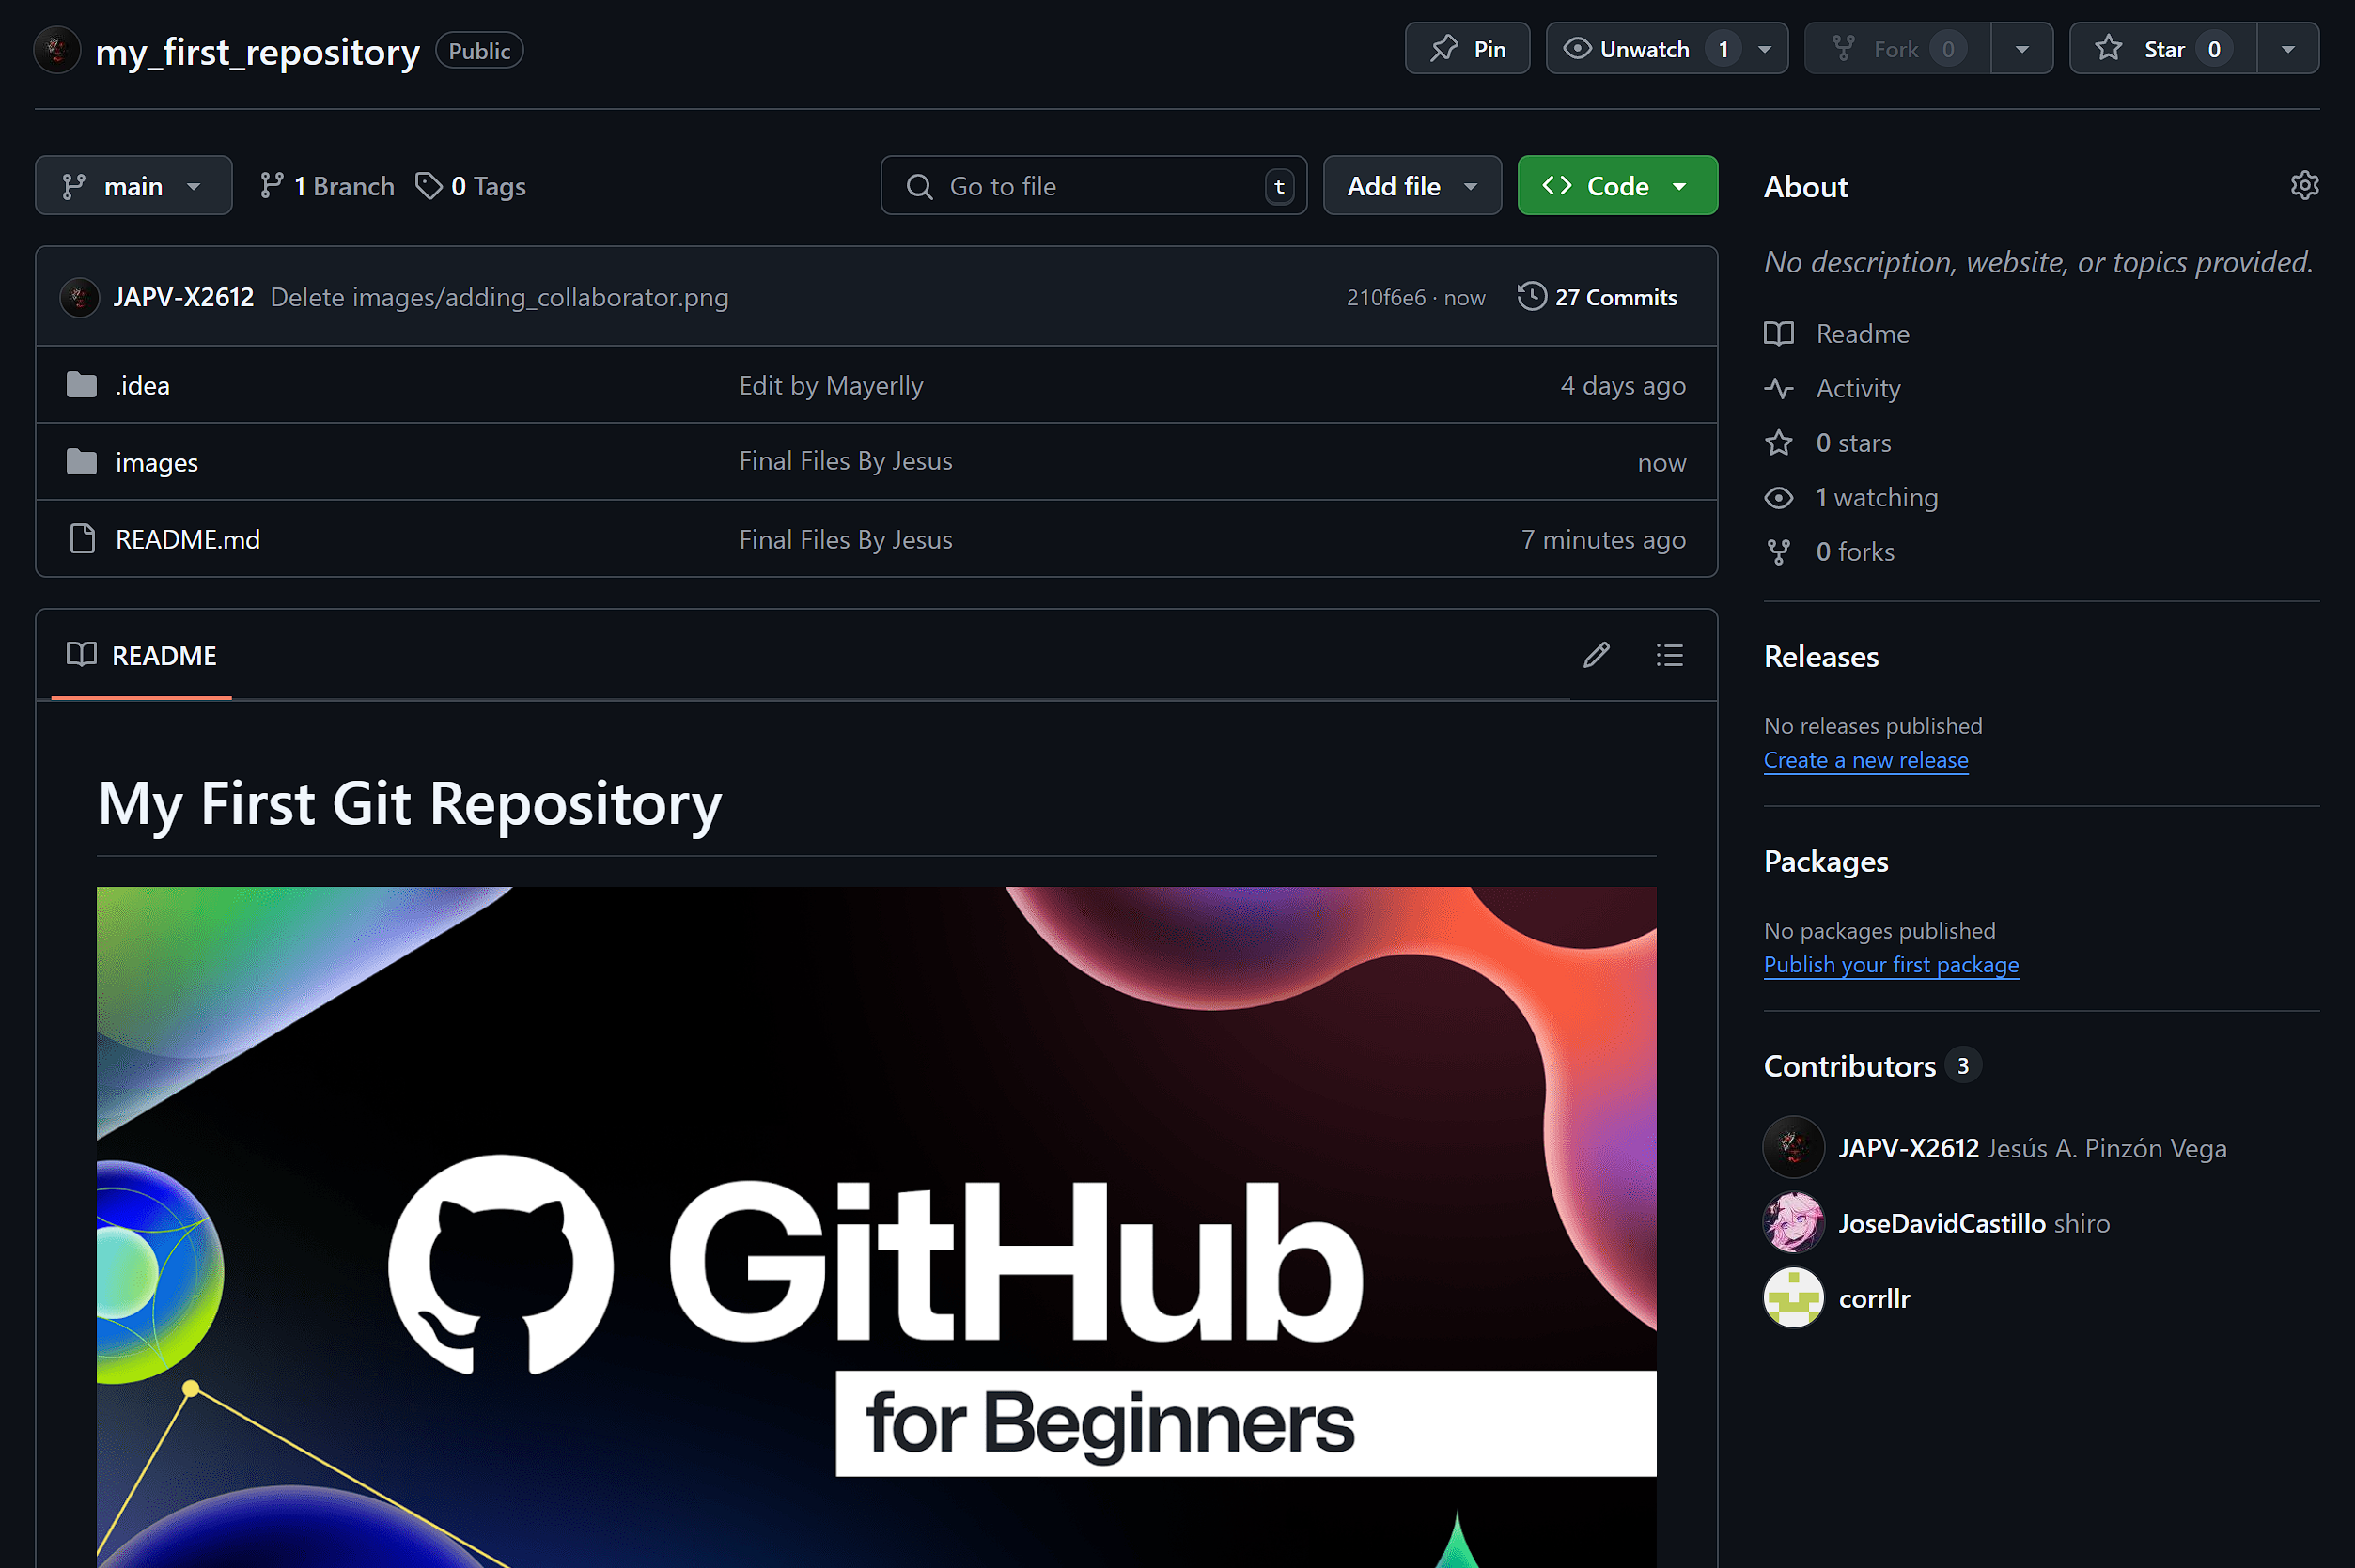 my_first_repository Public Pin Unwatch 1 Fork 0 Star 0
main 1 Branch 0 Tags Go to file t Add file Code
JAPV-X2612 Delete images/adding_collaborator.png 210f6e6 · now 27 Commits
.idea Edit by Mayerlly 4 days ago
images Final Files By Jesus now
README.md Final Files By Jesus 7 minutes ago
README
My First Git Repository
GitHub
for Beginners
About
No description, website, or topics provided.
Readme
Activity
0 stars
1 watching
0 forks
Releases
No releases published
Create a new release
Packages
No packages published
Publish your first package
Contributors 3
JAPV-X2612 Jesús A. Pinzón Vega
JoseDavidCastillo shiro
corrllr